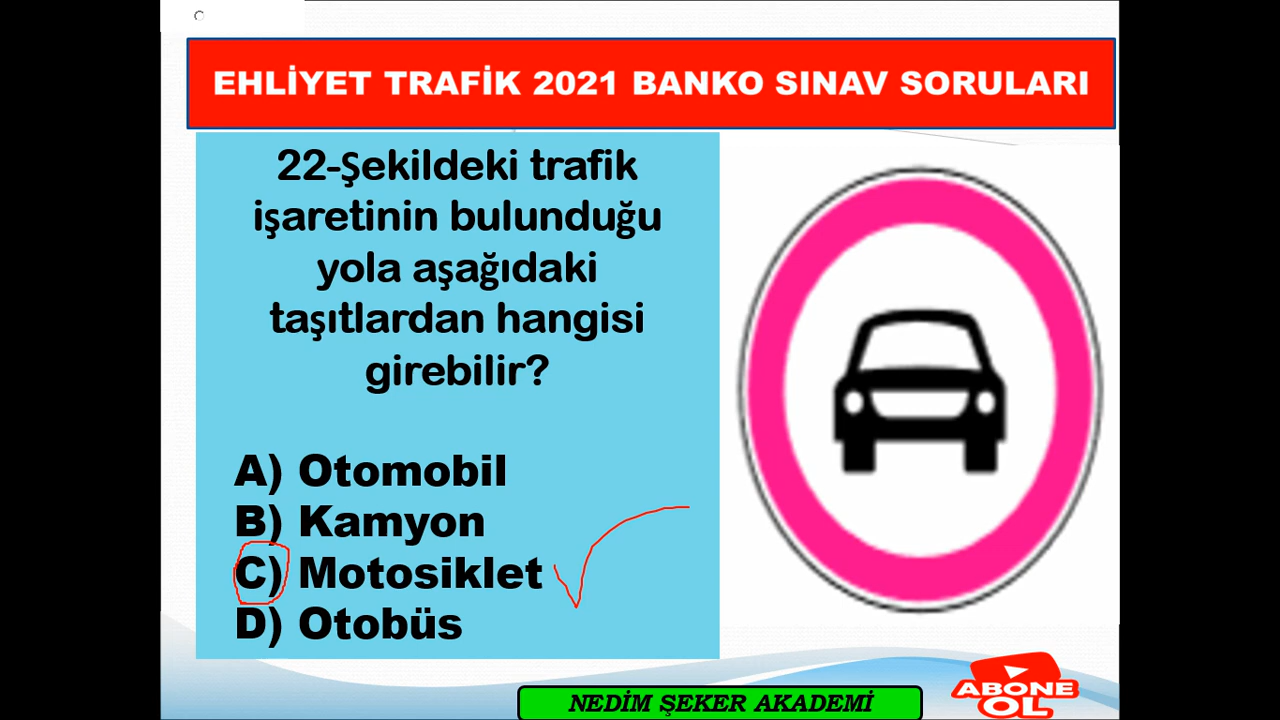 EHLİYET TRAFİK 2021 BANKO SINAV SORULARI
22-Şekildeki trafik
işaretinin bulunduğu
yola aşağıdaki
taşıtlardan hangisi
girebilir?
A) Otomobil
B) Kamyon
C) Motosiklet
D) Otobüs
ABONE
OL
NEDİM ŞEKER AKADEMİ